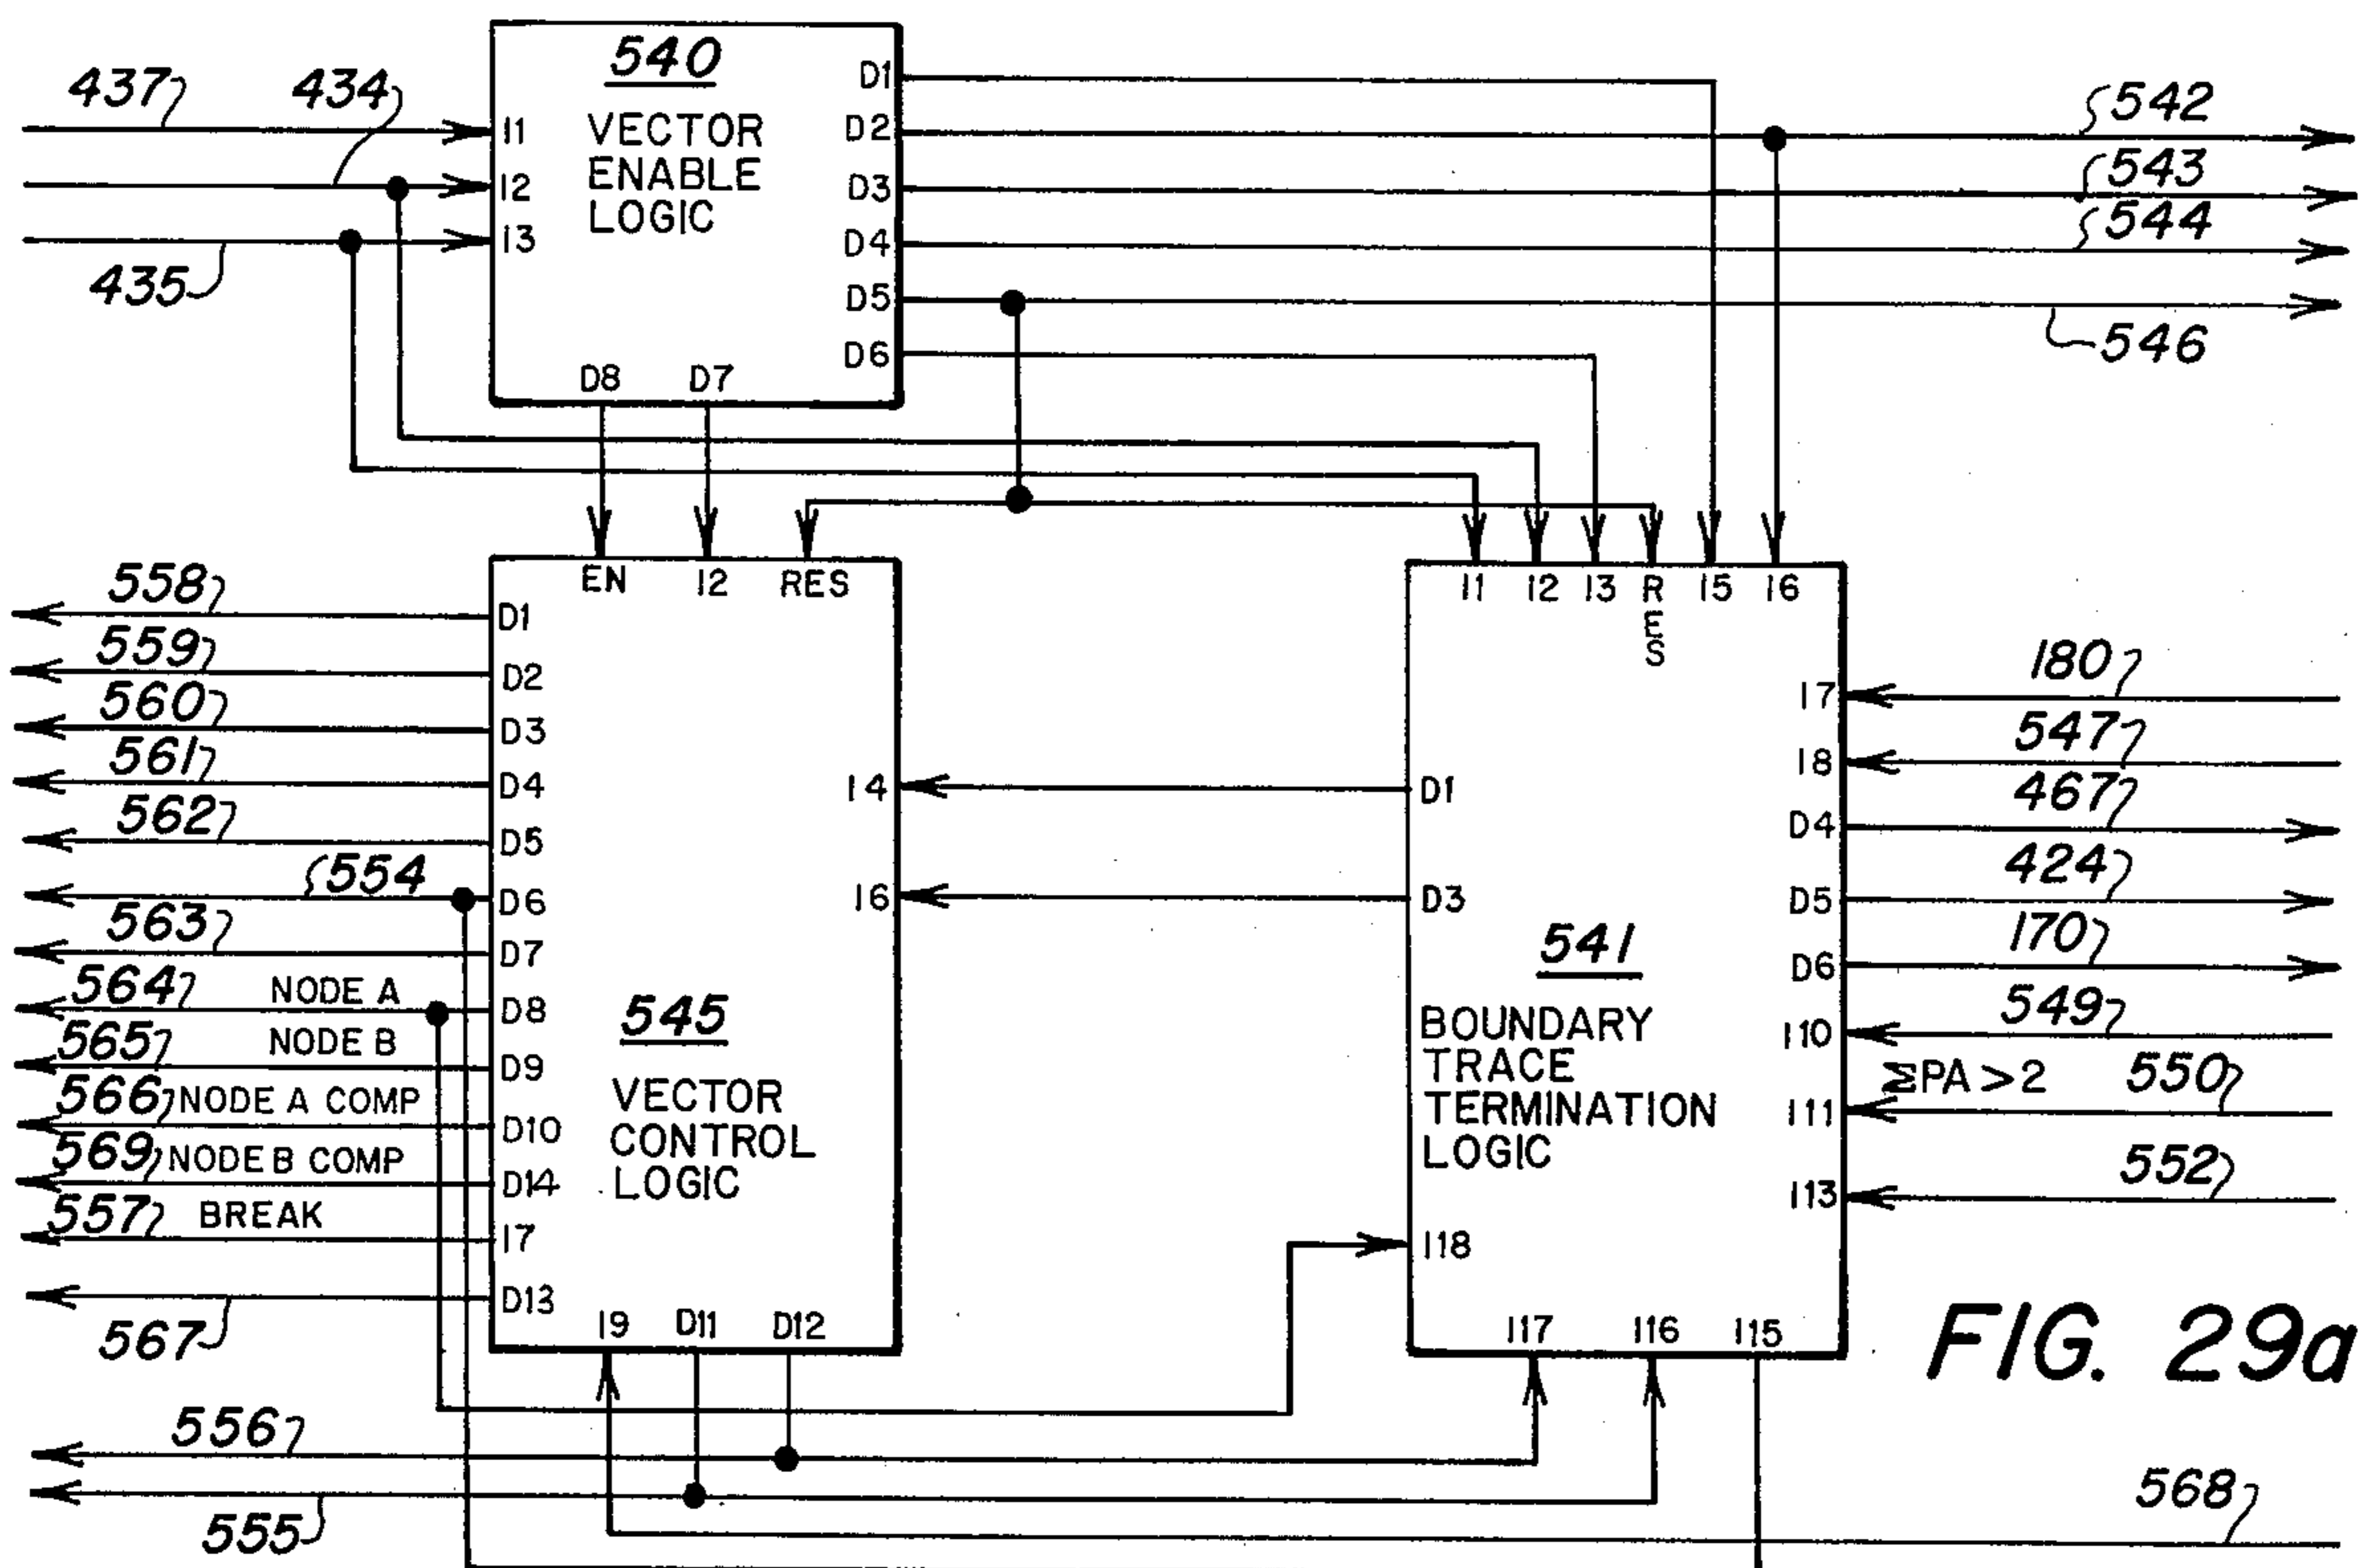 540
VECTOR
ENABLE
LOGIC
437
434
435
I1
I2
I3
D1
D2
D3
D4
D5
D6
D8
D7
542
543
544
546
EN
I2
RES
558
559
560
561
562
554
563
564
NODE A
565
NODE B
566
NODE A COMP
569
NODE B COMP
557
BREAK
567
D1
D2
D3
D4
D5
D6
D7
D8
D9
D10
D14
I7
D13
I4
I6
545
VECTOR
CONTROL
LOGIC
I9
D11
D12
I1
I2
I3
RES
I5
I6
D1
D3
541
BOUNDARY
TRACE
TERMINATION
LOGIC
I18
I7
I8
D4
D5
D6
I10
I11
I13
I17
I16
I15
180
547
467
424
170
549
ΣPA > 2
550
552
556
555
568
FIG. 29a